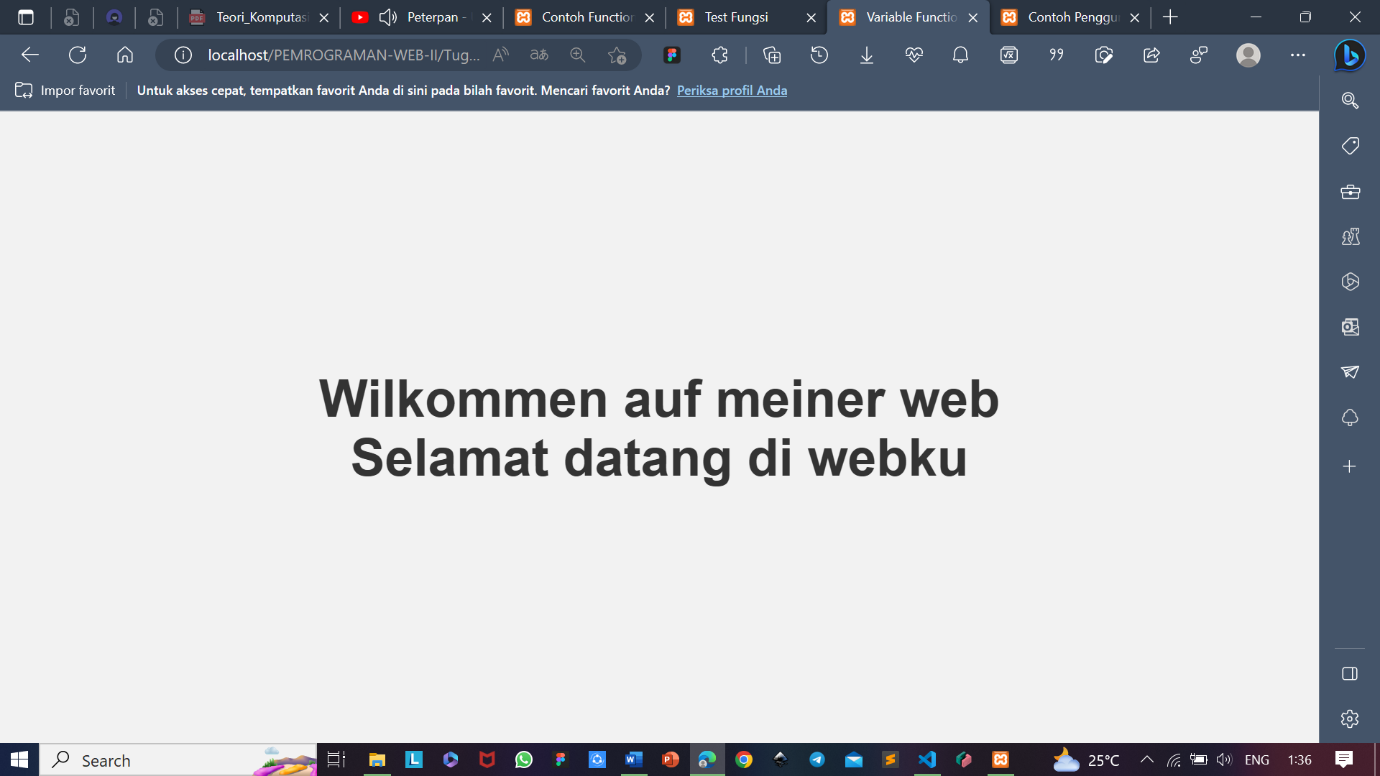 Teori_Komputas
Peterpan -
Contoh Function
Test Fungsi
Variable Functio
Contoh Penggu
localhost/PEMROGRAMAN-WEB-II/Tug...
Impor favorit
Untuk akses cepat, tempatkan favorit Anda di sini pada bilah favorit. Mencari favorit Anda? Periksa profil Anda
Wilkommen auf meiner web
Selamat datang di webku
Search
25°C
ENG
1:36